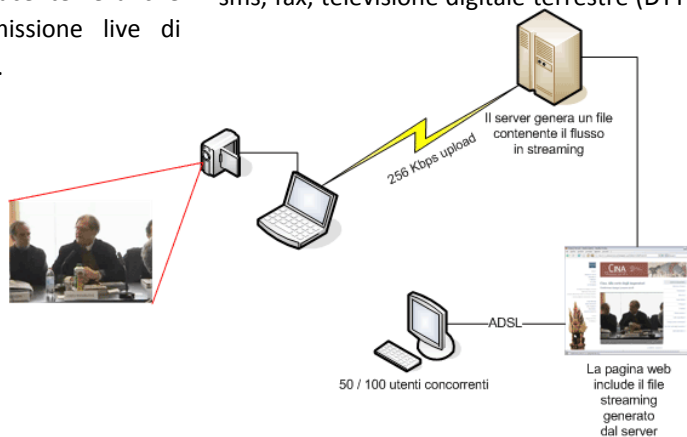 missione live di
.
sms, fax, televisione digitale terrestre (DTT
Il server genera un file
contenente il flusso
in streaming
256 Kbps upload
CINA
ADSL
50 / 100 utenti concorrenti
La pagina web
include il file
streaming
generato
dal server